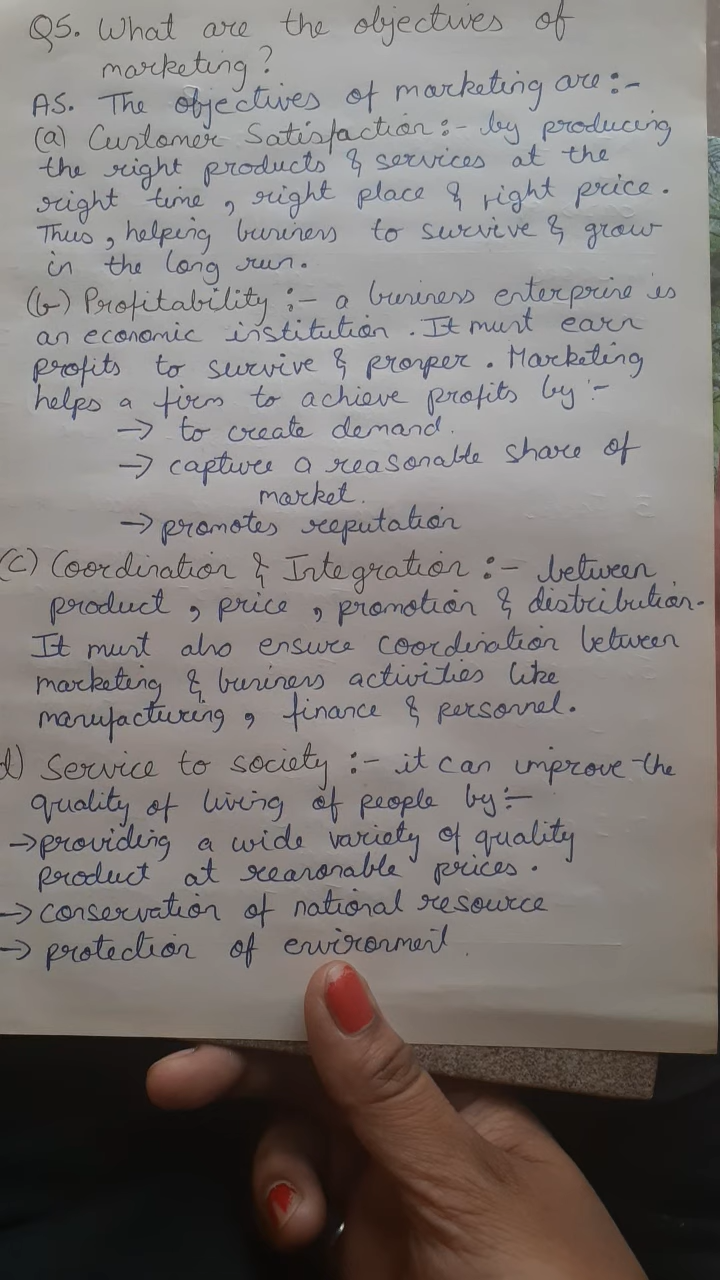 Q5. What are the objectives of
marketing?
A5. The objectives of marketing are:-
(a) Customer Satisfaction:- by producing
the right products & services at the
right time, right place & right price.
Thus, helping business to survive & grow
in the long run.
(b) Profitability:- a business enterprise is
an economic institution. It must earn
profits to survive & prosper. Marketing
helps a firm to achieve profits by:-
→ to create demand.
→ capture a reasonable share of
market.
→ promotes reputation
(c) Coordination & Integration:- between
product, price, promotion & distribution.
It must also ensure coordination between
marketing & business activities like
manufacturing, finance & personnel.
d) Service to society:- it can improve the
quality of living of people by:-
→ providing a wide variety of quality
product at reasonable prices.
→ conservation of national resource
→ protection of environment.